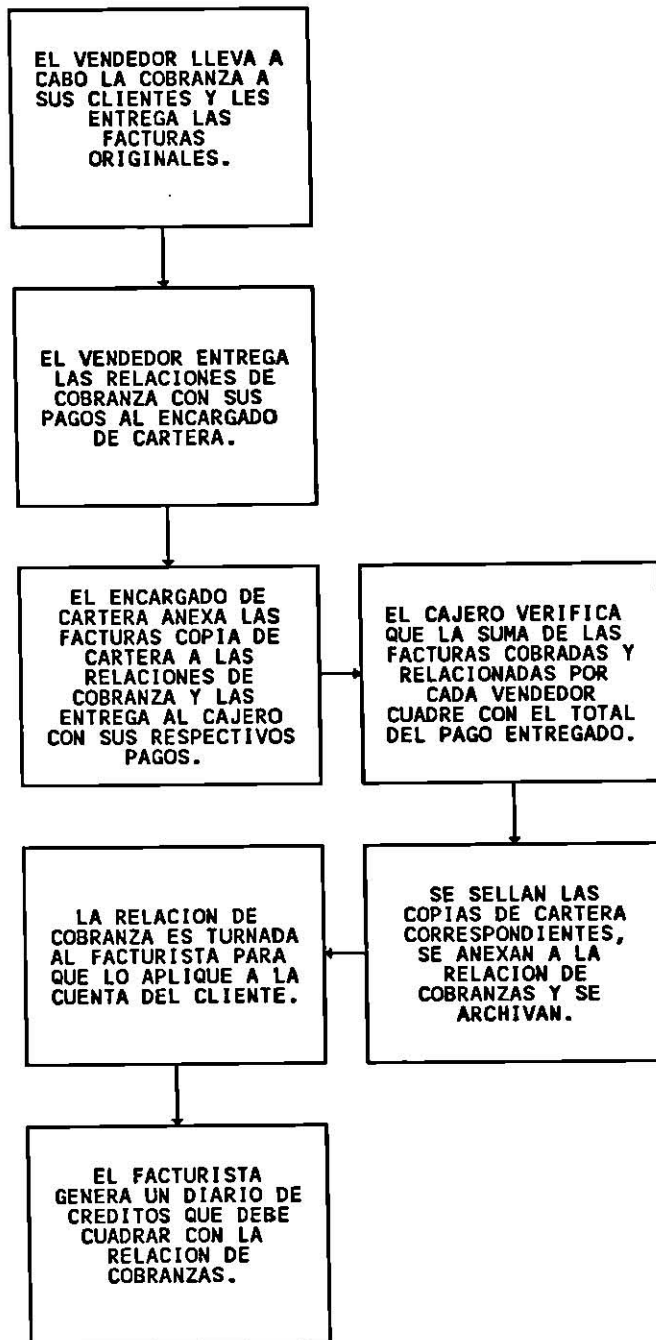 EL VENDEDOR LLEVA A
CABO LA COBRANZA A
SUS CLIENTES Y LES
ENTREGA LAS
FACTURAS
ORIGINALES.
EL VENDEDOR ENTREGA
LAS RELACIONES DE
COBRANZA CON SUS
PAGOS AL ENCARGADO
DE CARTERA.
EL ENCARGADO DE
CARTERA ANEXA LAS
FACTURAS COPIA DE
CARTERA A LAS
RELACIONES DE
COBRANZA Y LAS
ENTREGA AL CAJERO
CON SUS RESPECTIVOS
PAGOS.
EL CAJERO VERIFICA
QUE LA SUMA DE LAS
FACTURAS COBRADAS Y
RELACIONADAS POR
CADA VENDEDOR
CUADRE CON EL TOTAL
DEL PAGO ENTREGADO.
SE SELLAN LAS
COPIAS DE CARTERA
CORRESPONDIENTES,
SE ANEXAN A LA
RELACION DE
COBRANZAS Y SE
ARCHIVAN.
LA RELACION DE
COBRANZA ES TURNADA
AL FACTURISTA PARA
QUE LO APLIQUE A LA
CUENTA DEL CLIENTE.
EL FACTURISTA
GENERA UN DIARIO DE
CREDITOS QUE DEBE
CUADRAR CON LA
RELACION DE
COBRANZAS.